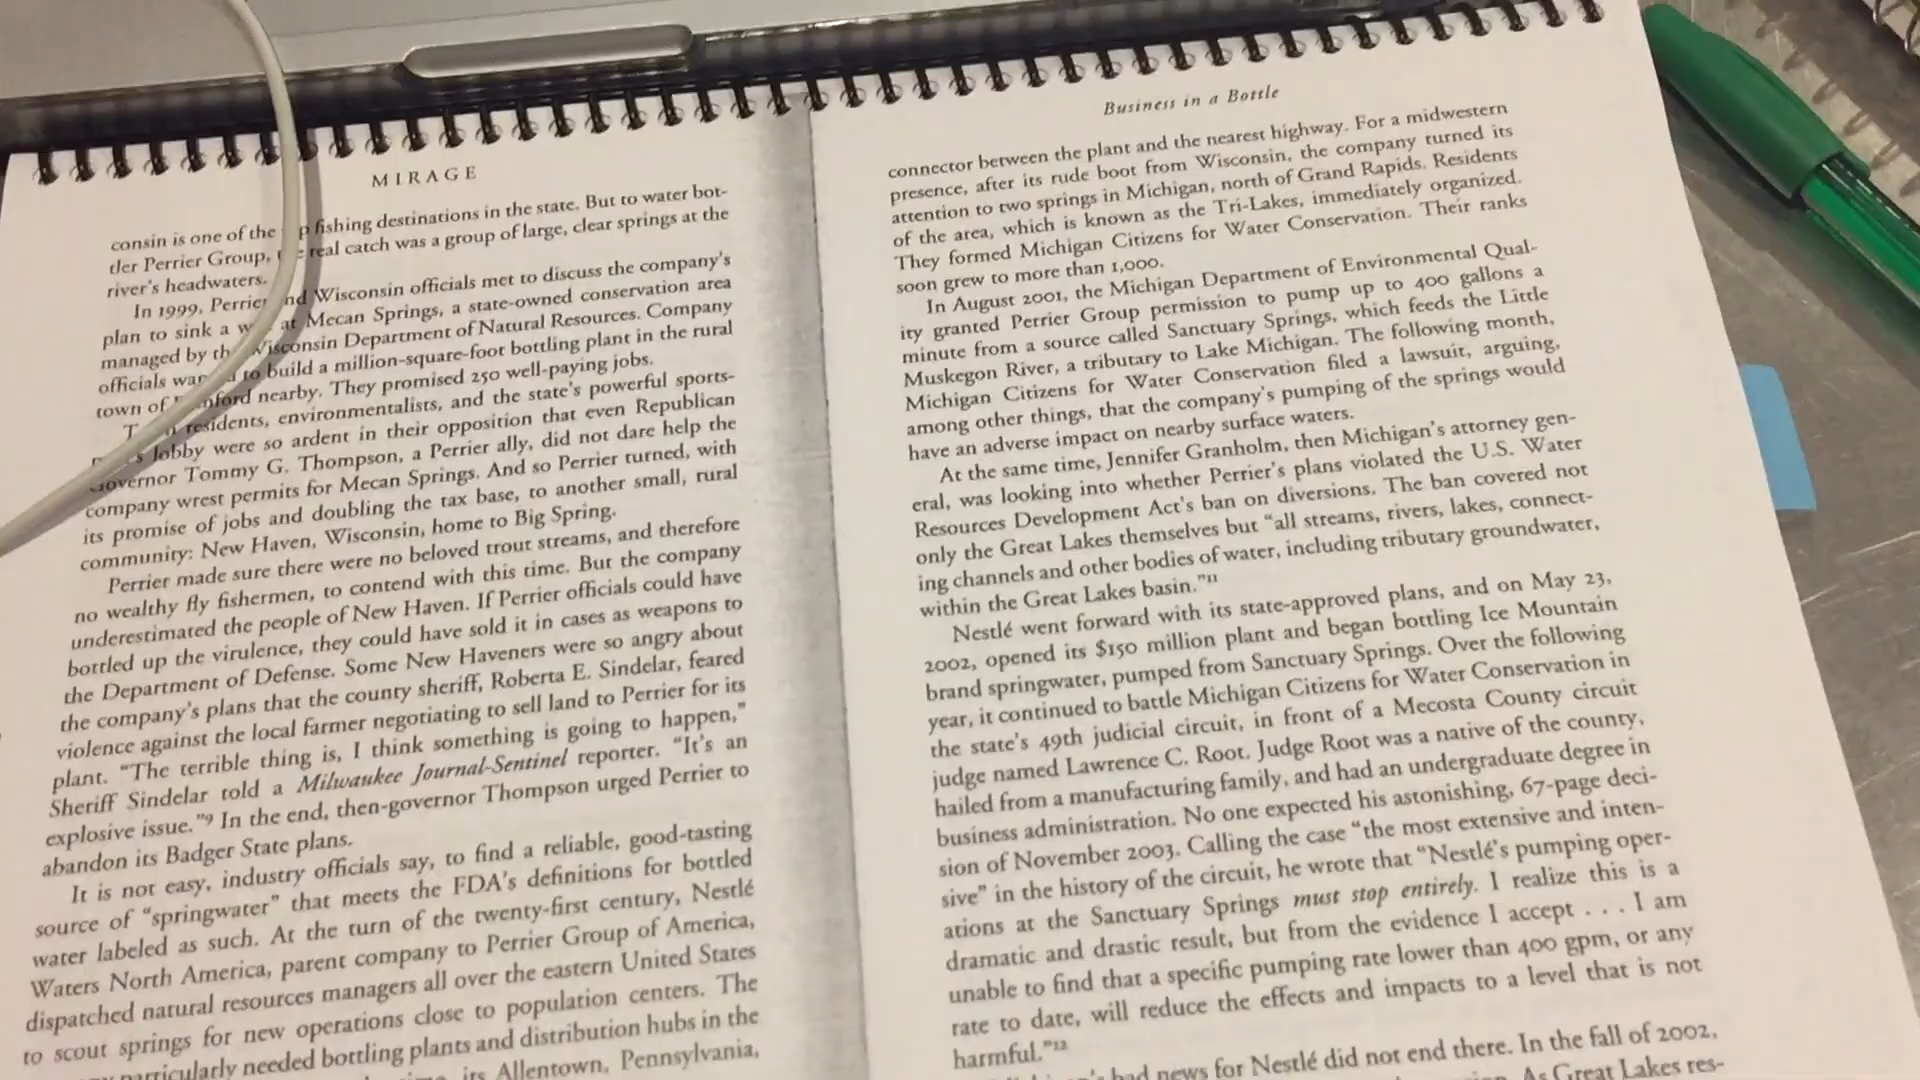 MIRAGE
consin is one of the p fishing destinations in the state. But to water bot-
tler Perrier Group, e real catch was a group of large, clear springs at the
river's headwaters.
In 1999, Perrier nd Wisconsin officials met to discuss the company's
plan to sink a w at Mecan Springs, a state-owned conservation area
managed by th Wisconsin Department of Natural Resources. Company
officials wan to build a million-square-foot bottling plant in the rural
town of nford nearby. They promised 250 well-paying jobs.
residents, environmentalists, and the state's powerful sports-
s lobby were so ardent in their opposition that even Republican
Governor Tommy G. Thompson, a Perrier ally, did not dare help the
company wrest permits for Mecan Springs. And so Perrier turned, with
its promise of jobs and doubling the tax base, to another small, rural
community: New Haven, Wisconsin, home to Big Spring.
Perrier made sure there were no beloved trout streams, and therefore
no wealthy fly fishermen, to contend with this time. But the company
underestimated the people of New Haven. If Perrier officials could have
bottled up the virulence, they could have sold it in cases as weapons to
the Department of Defense. Some New Haveners were so angry about
the company's plans that the county sheriff, Roberta E. Sindelar, feared
violence against the local farmer negotiating to sell land to Perrier for its
plant. "The terrible thing is, I think something is going to happen,"
Sheriff Sindelar told a Milwaukee Journal-Sentinel reporter. "It's an
explosive issue."9 In the end, then-governor Thompson urged Perrier to
abandon its Badger State plans.
It is not easy, industry officials say, to find a reliable, good-tasting
source of "springwater" that meets the FDA's definitions for bottled
water labeled as such. At the turn of the twenty-first century, Nestlé
Waters North America, parent company to Perrier Group of America,
dispatched natural resources managers all over the eastern United States
to scout springs for new operations close to population centers. The
particularly needed bottling plants and distribution hubs in the
its Allentown, Pennsylvania,
Business in a Bottle
connector between the plant and the nearest highway. For a midwestern
presence, after its rude boot from Wisconsin, the company turned its
attention to two springs in Michigan, north of Grand Rapids. Residents
of the area, which is known as the Tri-Lakes, immediately organized.
They formed Michigan Citizens for Water Conservation. Their ranks
soon grew to more than 1,000.
In August 2001, the Michigan Department of Environmental Qual-
ity granted Perrier Group permission to pump up to 400 gallons a
minute from a source called Sanctuary Springs, which feeds the Little
Muskegon River, a tributary to Lake Michigan. The following month,
Michigan Citizens for Water Conservation filed a lawsuit, arguing,
among other things, that the company's pumping of the springs would
have an adverse impact on nearby surface waters.
At the same time, Jennifer Granholm, then Michigan's attorney gen-
eral, was looking into whether Perrier's plans violated the U.S. Water
Resources Development Act's ban on diversions. The ban covered not
only the Great Lakes themselves but "all streams, rivers, lakes, connect-
ing channels and other bodies of water, including tributary groundwater,
within the Great Lakes basin."11
Nestlé went forward with its state-approved plans, and on May 23,
2002, opened its $150 million plant and began bottling Ice Mountain
brand springwater, pumped from Sanctuary Springs. Over the following
year, it continued to battle Michigan Citizens for Water Conservation in
the state's 49th judicial circuit, in front of a Mecosta County circuit
judge named Lawrence C. Root. Judge Root was a native of the county,
hailed from a manufacturing family, and had an undergraduate degree in
business administration. No one expected his astonishing, 67-page deci-
sion of November 2003. Calling the case "the most extensive and inten-
sive" in the history of the circuit, he wrote that "Nestlé's pumping oper-
ations at the Sanctuary Springs must stop entirely. I realize this is a
dramatic and drastic result, but from the evidence I accept . . . I am
unable to find that a specific pumping rate lower than 400 gpm, or any
rate to date, will reduce the effects and impacts to a level that is not
harmful."12
bad news for Nestlé did not end there. In the fall of 2002,
As Great Lakes res-